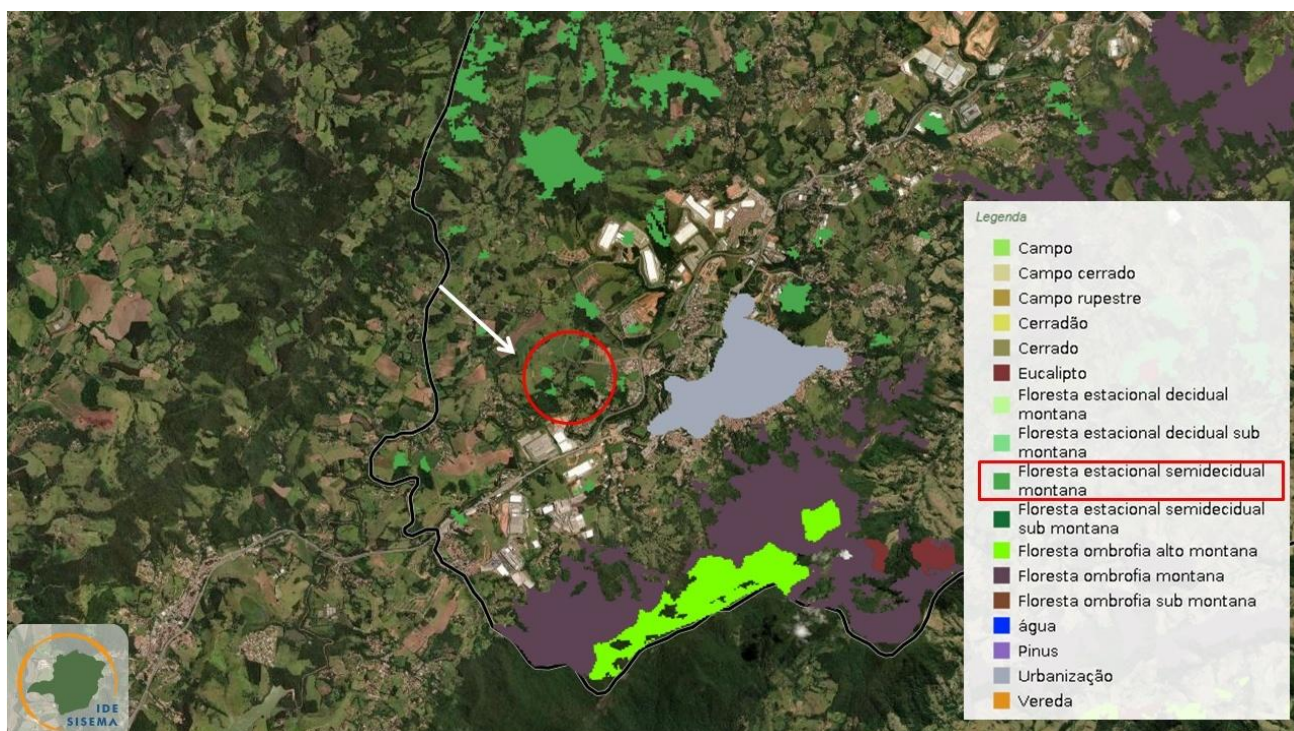 Legenda
Campo
Campo cerrado
Campo rupestre
Cerradão
Cerrado
Eucalipto
Floresta estacional decidual
montana
Floresta estacional decidual sub
montana
Floresta estacional semidecidual
montana
Floresta estacional semidecidual
sub montana
Floresta ombrofia alto montana
Floresta ombrofia montana
Floresta ombrofia sub montana
água
Pinus
Urbanização
Vereda
IDE
SISEMA